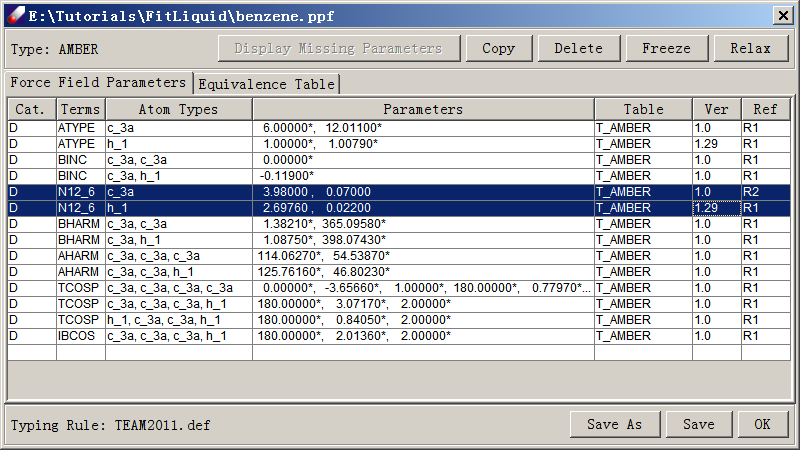 E:\Tutorials\FitLiquid\benzene.ppf
Type: AMBER Display Missing Parameters Copy Delete Freeze Relax
Force Field Parameters Equivalence Table
Cat. Terms Atom Types Parameters Table Ver Ref
D ATYPE c_3a 6.00000*, 12.01100* T_AMBER 1.0 R1
D ATYPE h_1 1.00000*, 1.00790* T_AMBER 1.29 R1
D BINC c_3a, c_3a 0.00000* T_AMBER 1.0 R1
D BINC c_3a, h_1 -0.11900* T_AMBER 1.0 R1
D N12_6 c_3a 3.98000 , 0.07000 T_AMBER 1.0 R2
D N12_6 h_1 2.69760 , 0.02200 T_AMBER 1.29 R1
D BHARM c_3a, c_3a 1.38210*, 365.09580* T_AMBER 1.0 R1
D BHARM c_3a, h_1 1.08750*, 398.07430* T_AMBER 1.0 R1
D AHARM c_3a, c_3a, c_3a 114.06270*, 54.53870* T_AMBER 1.0 R1
D AHARM c_3a, c_3a, h_1 125.76160*, 46.80230* T_AMBER 1.0 R1
D TCOSP c_3a, c_3a, c_3a, c_3a 0.00000*, -3.65660*, 1.00000*, 180.00000*, 0.77970*... T_AMBER 1.0 R1
D TCOSP c_3a, c_3a, c_3a, h_1 180.00000*, 3.07170*, 2.00000* T_AMBER 1.0 R1
D TCOSP h_1, c_3a, c_3a, h_1 180.00000*, 0.84050*, 2.00000* T_AMBER 1.0 R1
D IBCOS c_3a, c_3a, c_3a, h_1 180.00000*, 2.01360*, 2.00000* T_AMBER 1.0 R1
Typing Rule: TEAM2011.def Save As Save OK